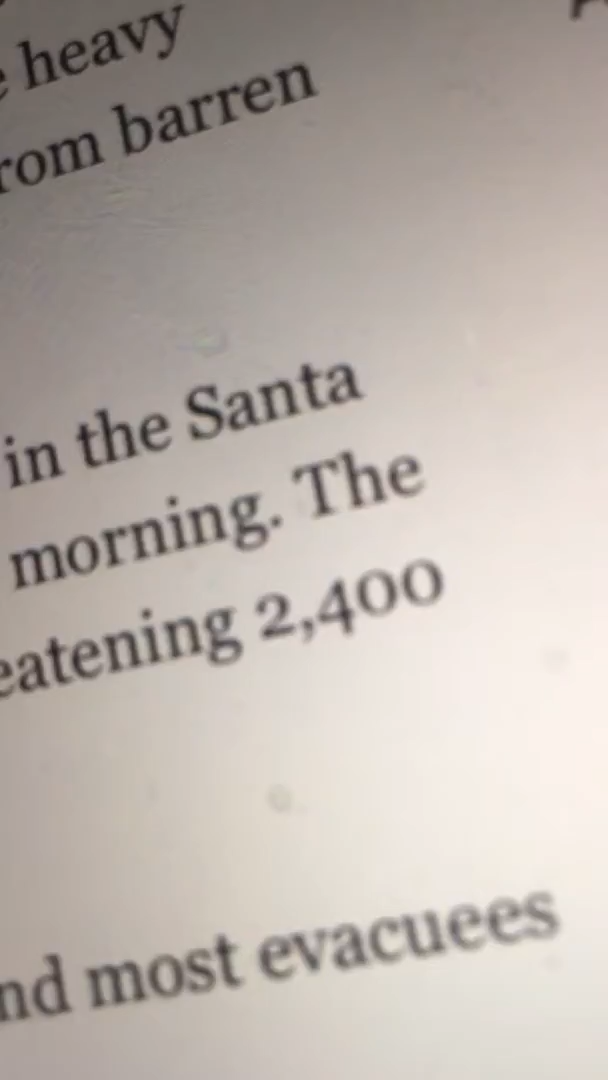 heavy
rom barren
in the Santa
morning. The
eatening 2,400
nd most evacuees